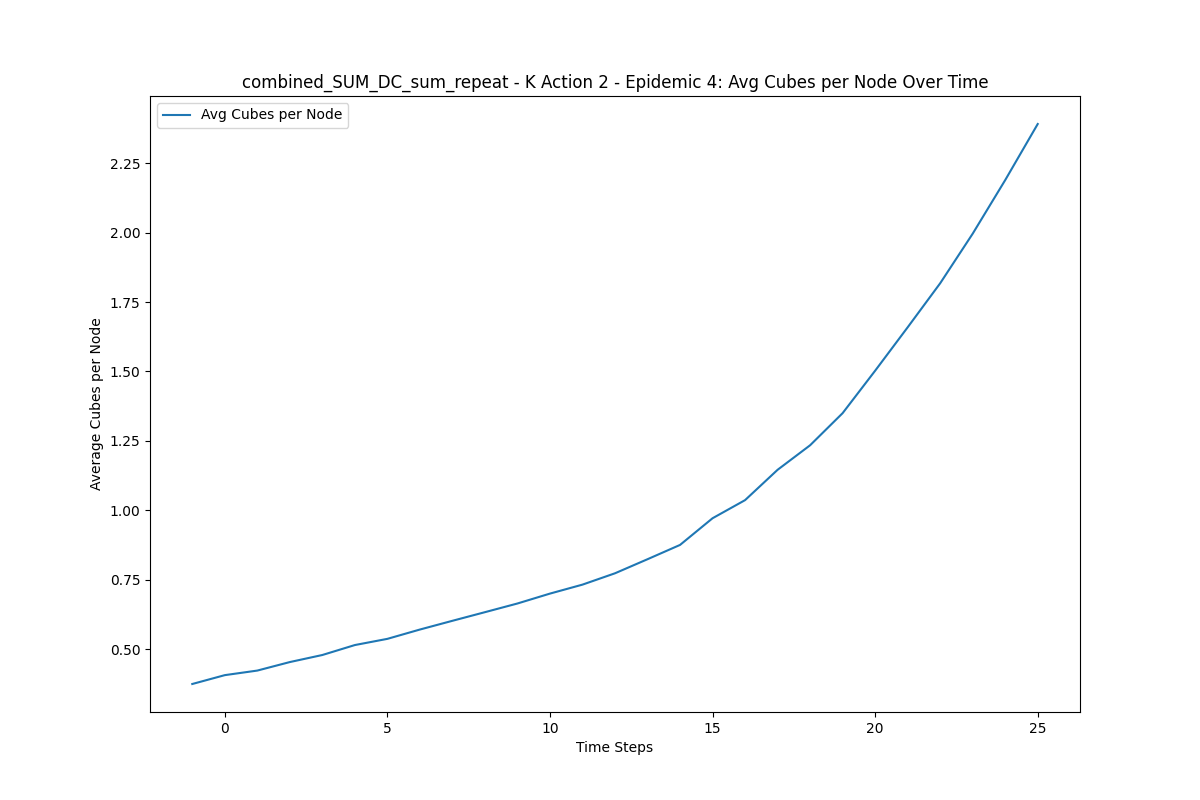 combined_SUM_DC_sum_repeat - K Action 2 - Epidemic 4: Avg Cubes per Node Over Time
Avg Cubes per Node
Average Cubes per Node
2.25
2.00
1.75
1.50
1.25
1.00
0.75
0.50
0 5 10 15 20 25
Time Steps